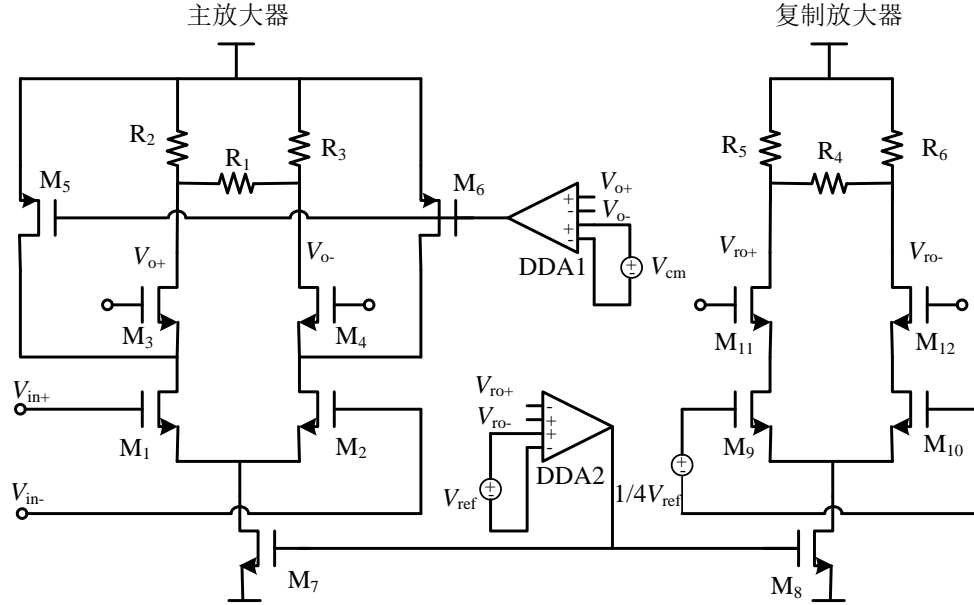 主放大器
复制放大器
R2
R1
R3
R5
R4
R6
M5
M6
Vo+
Vo-
+
-
+
-
DDA1
+
-
Vcm
Vo+
Vo-
Vro+
Vro-
M3
M4
M11
M12
Vin+
M1
M2
Vro+
Vro-
-
+
+
-
DDA2
Vref
+
-
1/4Vref
+
-
M9
M10
Vin-
M7
M8